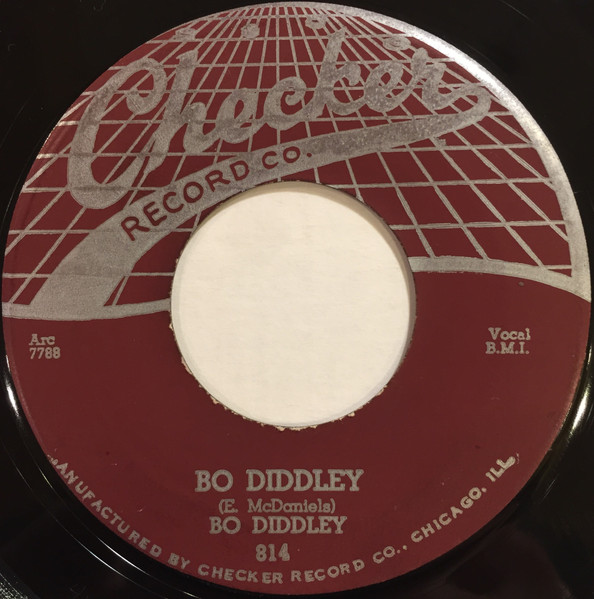 Checker
RECORD CO.
Arc
7788
Vocal
B.M.I.
BO DIDDLEY
(E. McDaniels)
BO DIDDLEY
814
MANUFACTURED BY CHECKER RECORD CO., CHICAGO, ILL